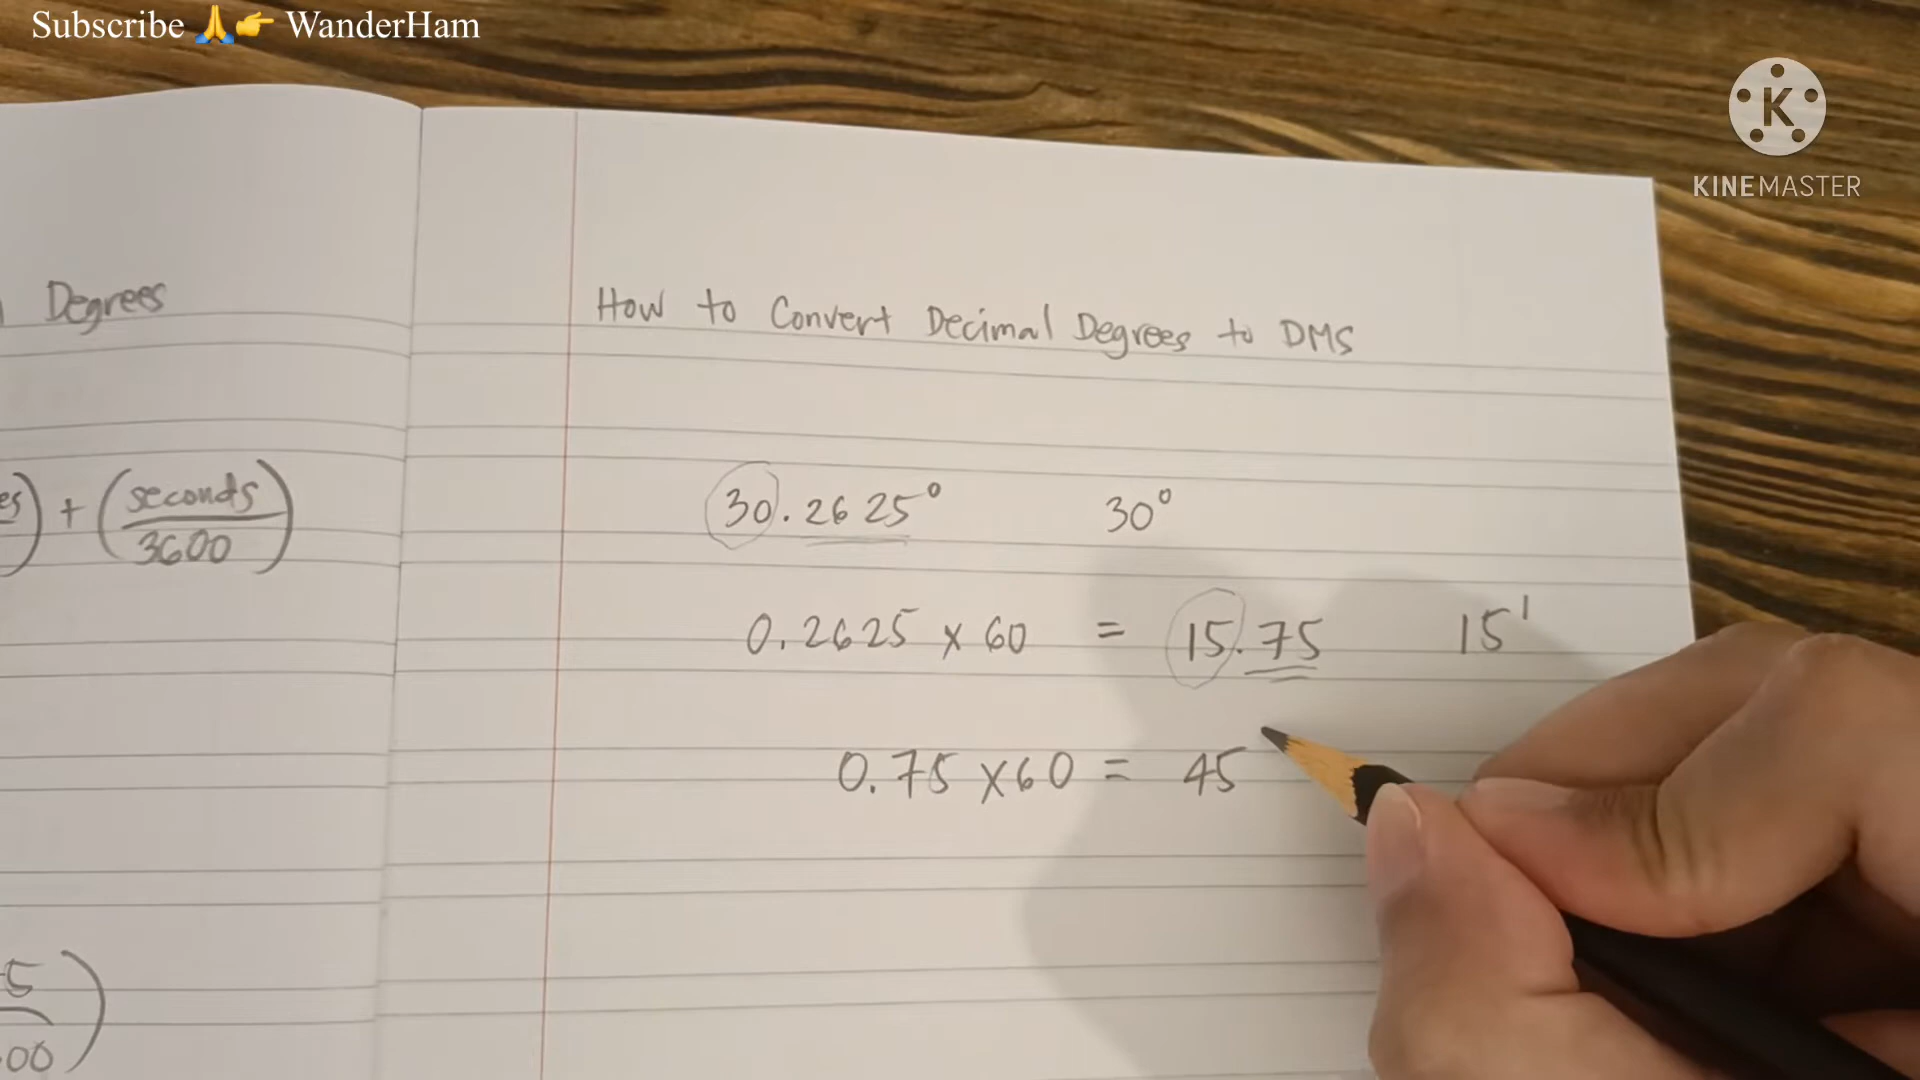 Subscribe 🙏👉 WanderHam
KINEMASTER
Degrees
+ (seconds/3600)
How to Convert Decimal Degrees to DMS
30.2625° 30°
0.2625 x 60 = 15.75 15'
0.75 x 60 = 45